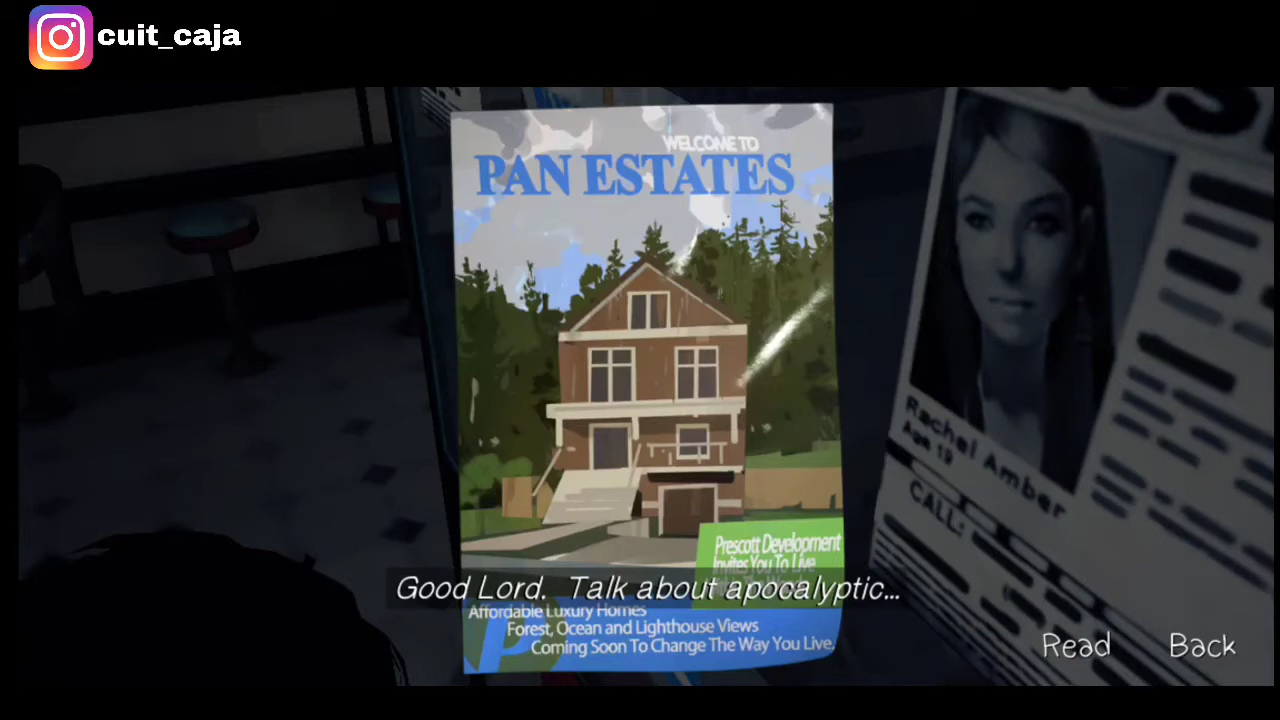 cuit_caja
WELCOME TO
PAN ESTATES
Rachel Amber
Age 19
CALL:
Prescott Development
Invites You To Live
Good Lord. Talk about apocalyptic...
Affordable Luxury Homes
Forest, Ocean and Lighthouse Views
Coming Soon To Change The Way You Live.
Read
Back